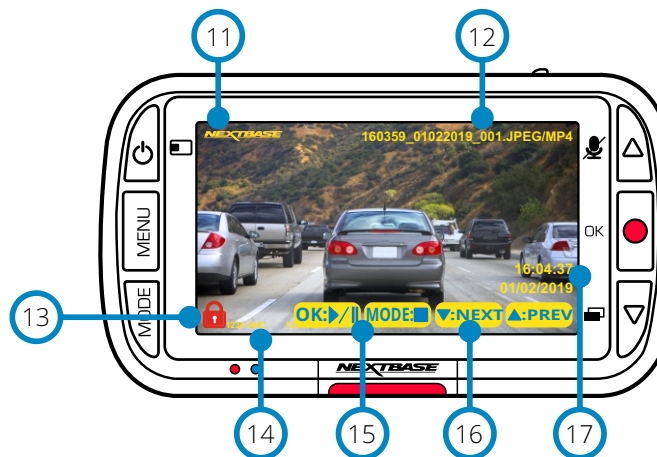 11
12
NEXTBASE
160359_01022019_001.JPEG/MP4
MENU
OK
16:04:37
01/02/2019
MODE
13
OK: MODE: :NEXT :PREV
NEXTBASE
14
15
16
17